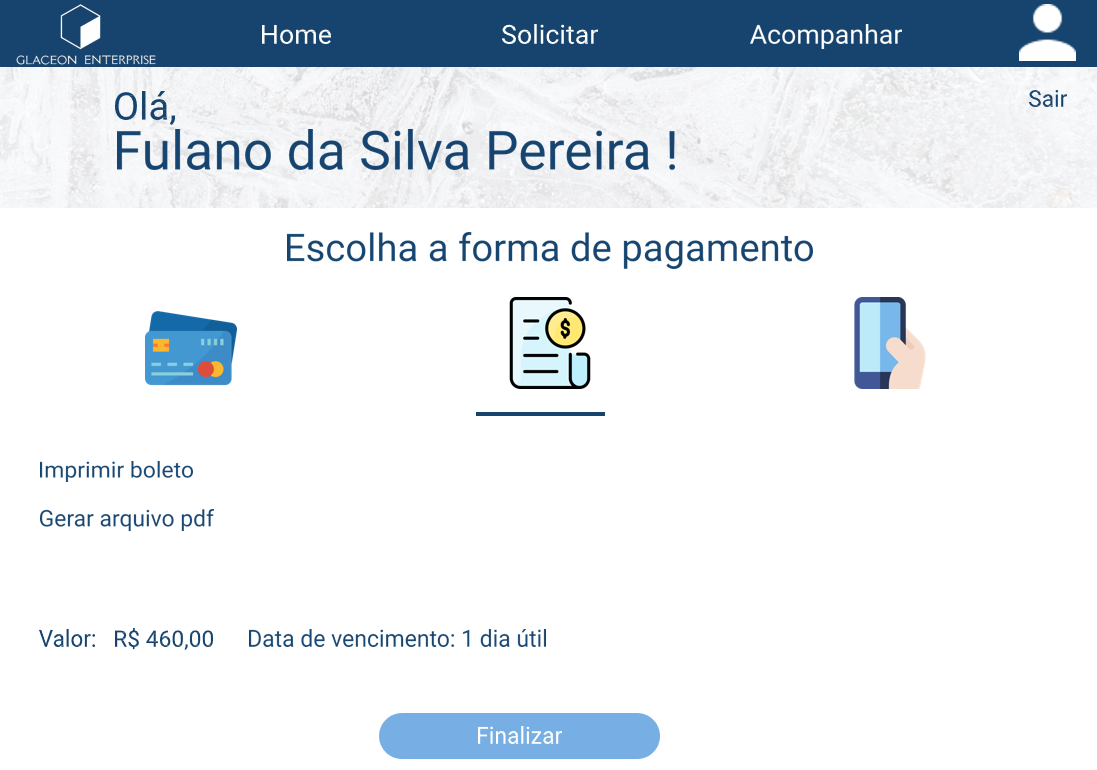 GLACEON ENTERPRISE
Home Solicitar Acompanhar
Sair
Olá,
Fulano da Silva Pereira !
Escolha a forma de pagamento
$
Imprimir boleto
Gerar arquivo pdf
Valor: R$ 460,00 Data de vencimento: 1 dia útil
Finalizar